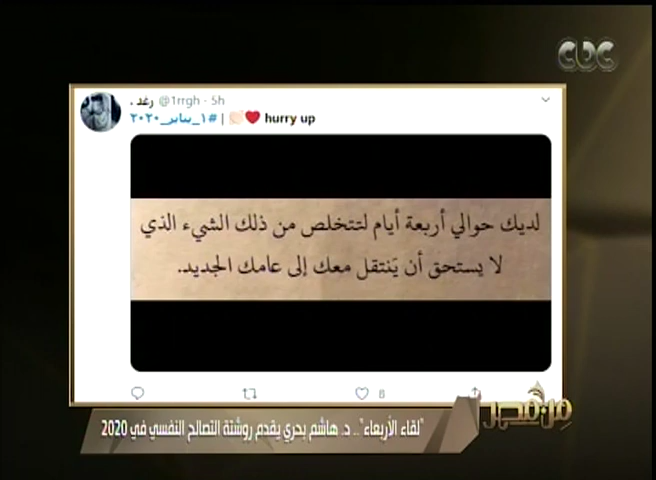 cbc
رغد . @1rrgh · 5h
#١_يناير_٢٠٢٠ | hurry up
لديك حوالي أربعة أيام لتتخلص من ذلك الشيء الذي
لا يستحق أن يَنتقل معك إلى عامك الجديد.
8
من مصر
"لقاء الأربعاء".. د. هاشم بحري يقدم روشتة التصالح النفسي في 2020